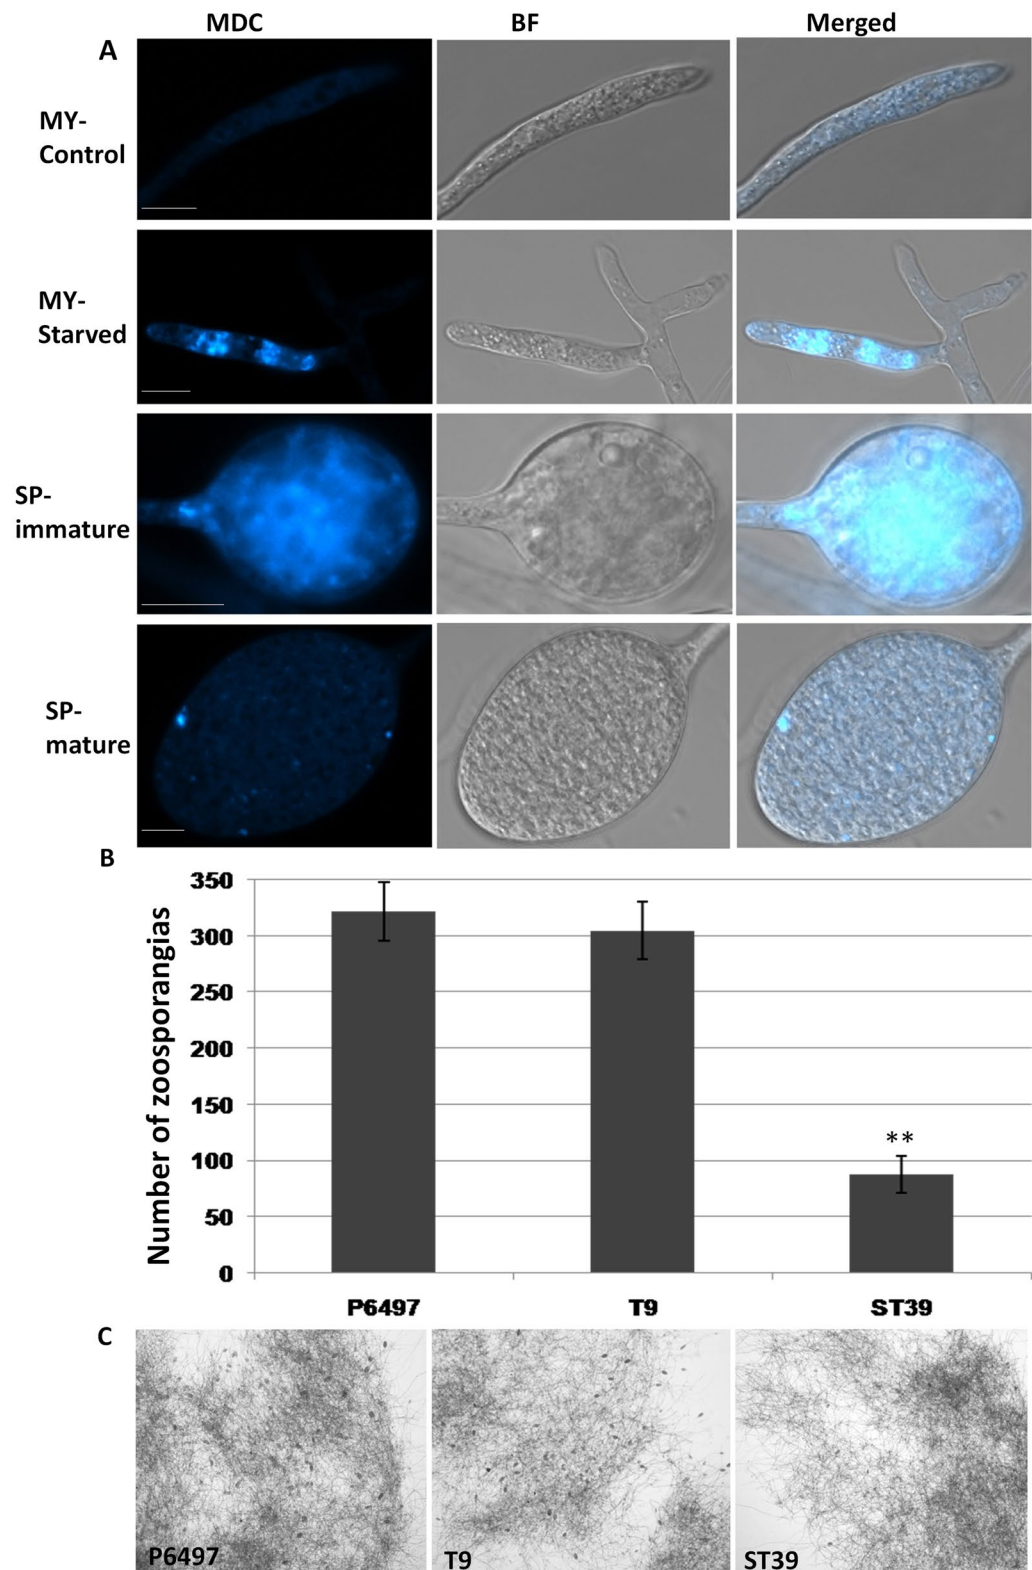 MDC BF Merged
A
MY-
Control
MY-
Starved
SP-
immature
SP-
mature
B
Number of zoosporangias
350
300
250
200
150
100
50
0
**
P6497 T9 ST39
C
P6497 T9 ST39